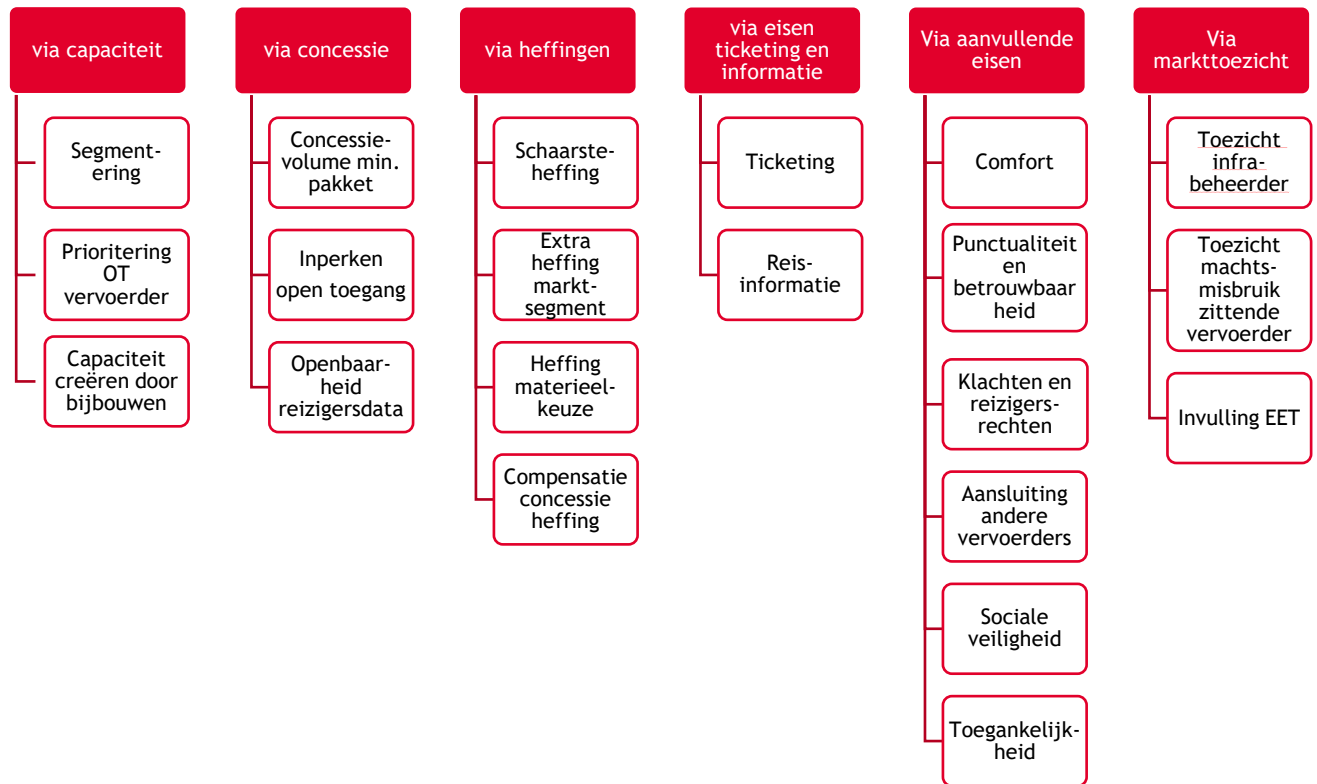 via capaciteit
Segment-
ering
Prioritering
OT
vervoerder
Capaciteit
creëren door
bijbouwen
via concessie
Concessie-
volume min.
pakket
Inperken
open toegang
Openbaar-
heid
reizigersdata
via heffingen
Schaarste-
heffing
Extra
heffing
markt-
segment
Heffing
materieel-
keuze
Compensatie
concessie
heffing
via eisen
ticketing en
informatie
Ticketing
Reis-
informatie
Via aanvullende
eisen
Comfort
Punctualiteit
en
betrouwbaar
heid
Klachten en
reizigers-
rechten
Aansluiting
andere
vervoerders
Sociale
veiligheid
Toegankelijk-
heid
Via
markttoezicht
Toezicht
infra-
beheerder
Toezicht
machts-
misbruik
zittende
vervoerder
Invulling EET